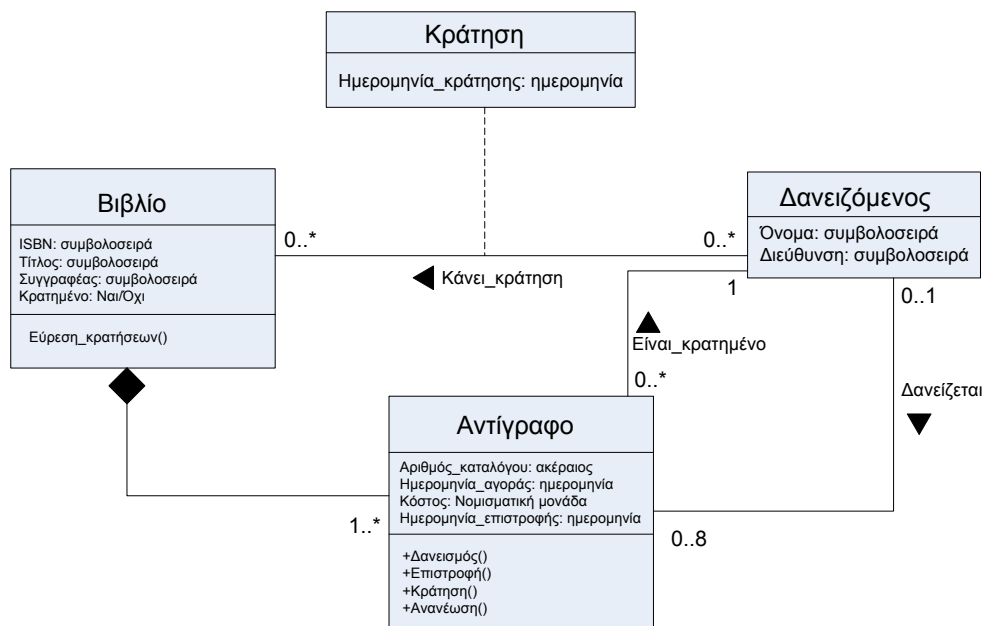 Κράτηση
Ημερομηνία_κράτησης: ημερομηνία
Βιβλίο
ISBN: συμβολοσειρά
Τίτλος: συμβολοσειρά
Συγγραφέας: συμβολοσειρά
Κρατημένο: Ναι/Όχι
Εύρεση_κρατήσεων()
0..*
0..*
Κάνει_κράτηση
Δανειζόμενος
Όνομα: συμβολοσειρά
Διεύθυνση: συμβολοσειρά
1
0..1
Είναι_κρατημένο
0..*
Δανείζεται
Αντίγραφο
Αριθμός_καταλόγου: ακέραιος
Ημερομηνία_αγοράς: ημερομηνία
Κόστος: Νομισματική μονάδα
Ημερομηνία_επιστροφής: ημερομηνία
1..*
0..8
+Δανεισμός()
+Επιστροφή()
+Κράτηση()
+Ανανέωση()